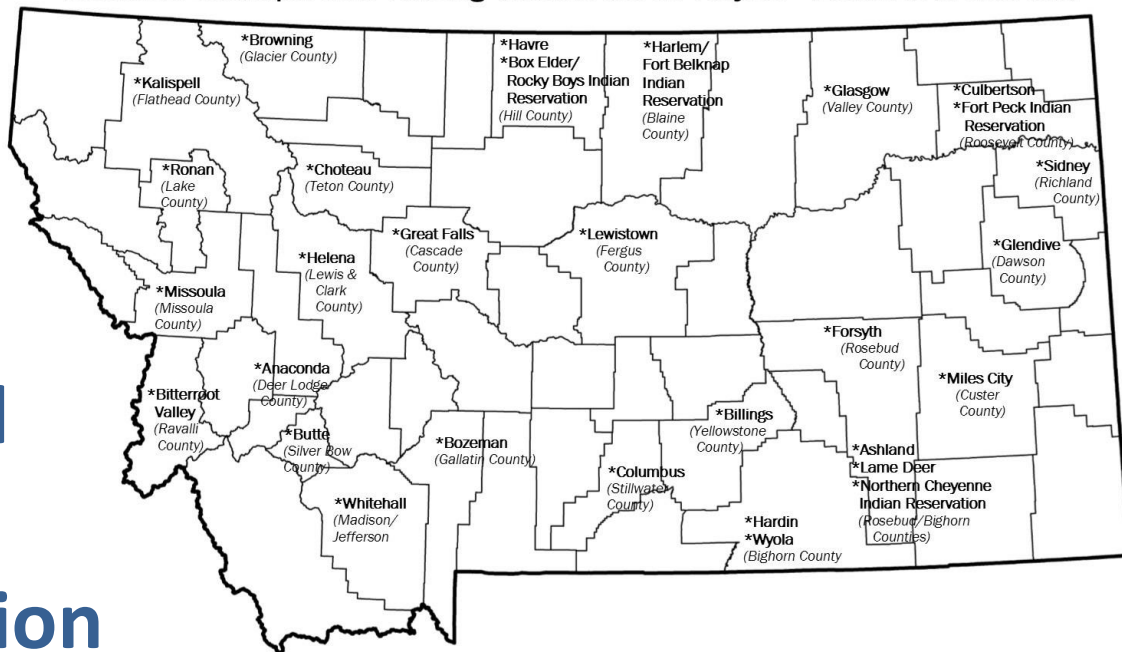 *Browning
(Glacier County)
*Kalispell
(Flathead County)
*Havre
*Box Elder/
Rocky Boys Indian
Reservation
(Hill County)
*Harlem/
Fort Belknap
Indian
Reservation
(Blaine
County)
*Glasgow
(Valley County)
*Culbertson
*Fort Peck Indian
Reservation
(Roosevelt County)
*Sidney
(Richland
County)
*Ronan
(Lake
County)
*Choteau
(Teton County)
*Great Falls
(Cascade
County)
*Lewistown
(Fergus
County)
*Glendive
(Dawson
County)
*Helena
(Lewis &
Clark
County)
*Missoula
(Missoula
County)
*Forsyth
(Rosebud
County)
*Miles City
(Custer
County)
*Anaconda
(Deer Lodge
County)
*Bitterroot
Valley
(Ravalli
County)
*Butte
(Silver Bow
County)
*Bozeman
(Gallatin County)
*Billings
(Yellowstone
County)
*Columbus
(Stillwater
County)
*Ashland
*Lame Deer
*Northern Cheyenne
Indian Reservation
(Rosebud/Bighorn
Counties)
*Whitehall
(Madison/
Jefferson
*Hardin
*Wyola
(Bighorn County
ion